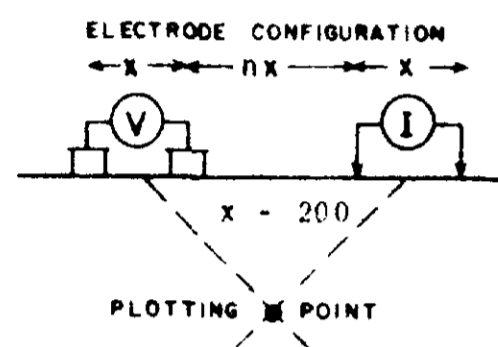 ELECTRODE CONFIGURATION
x nx x
V I
x - 200
PLOTTING POINT